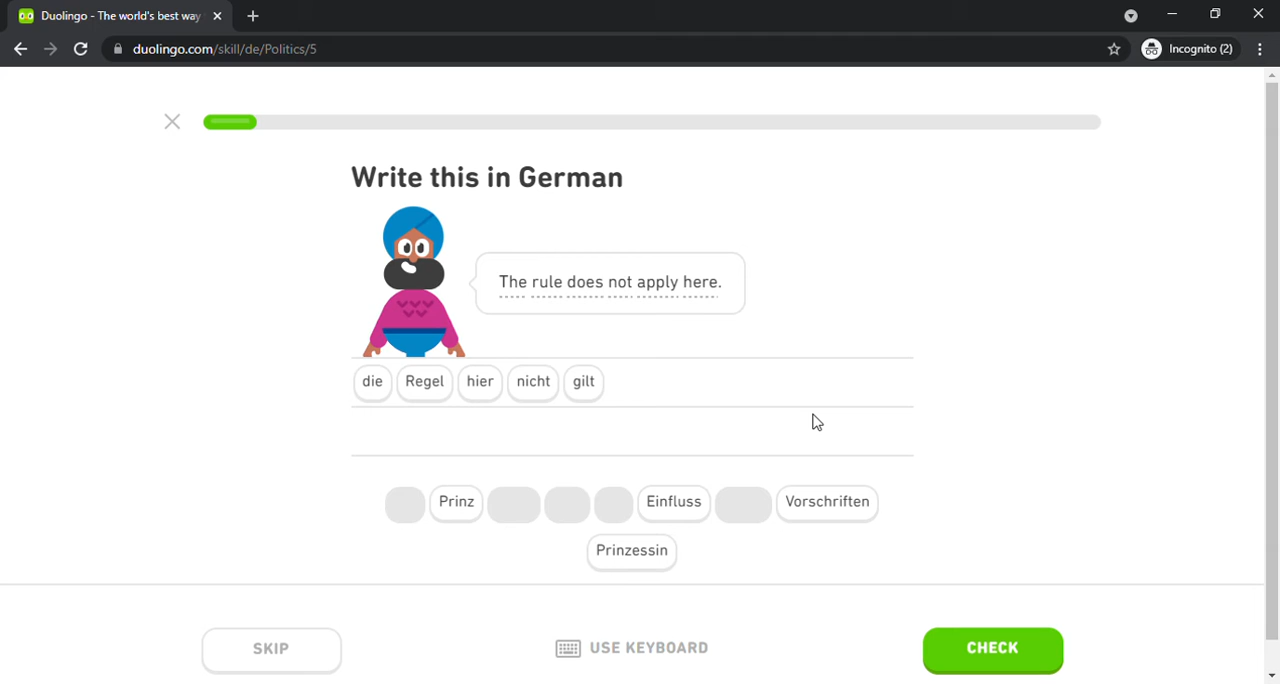 Duolingo - The world's best way
duolingo.com/skill/de/Politics/5
Incognito (2)
Write this in German
The rule does not apply here.
die Regel hier nicht gilt
Prinz Einfluss Vorschriften
Prinzessin
SKIP USE KEYBOARD CHECK